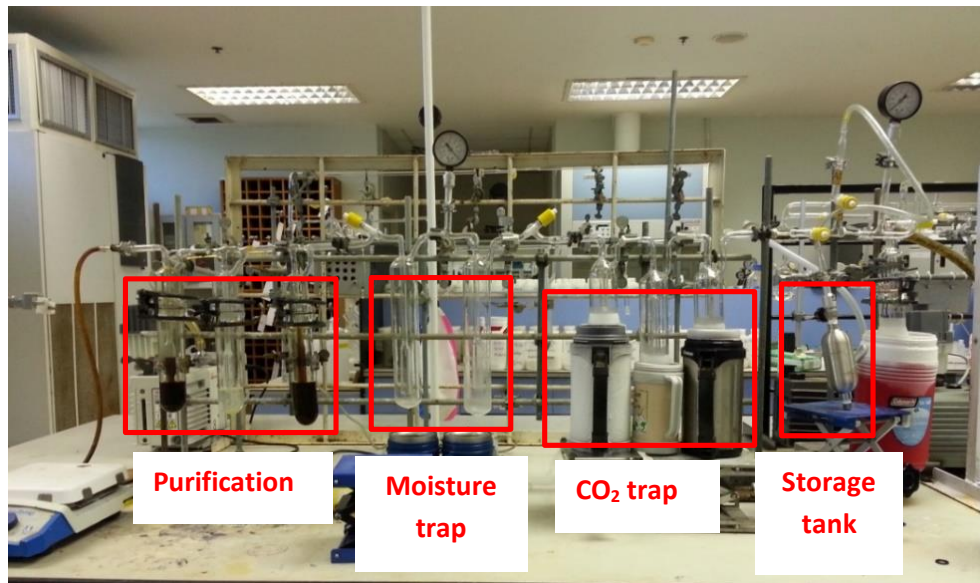 Purification
Moisture
trap
CO₂ trap
Storage
tank